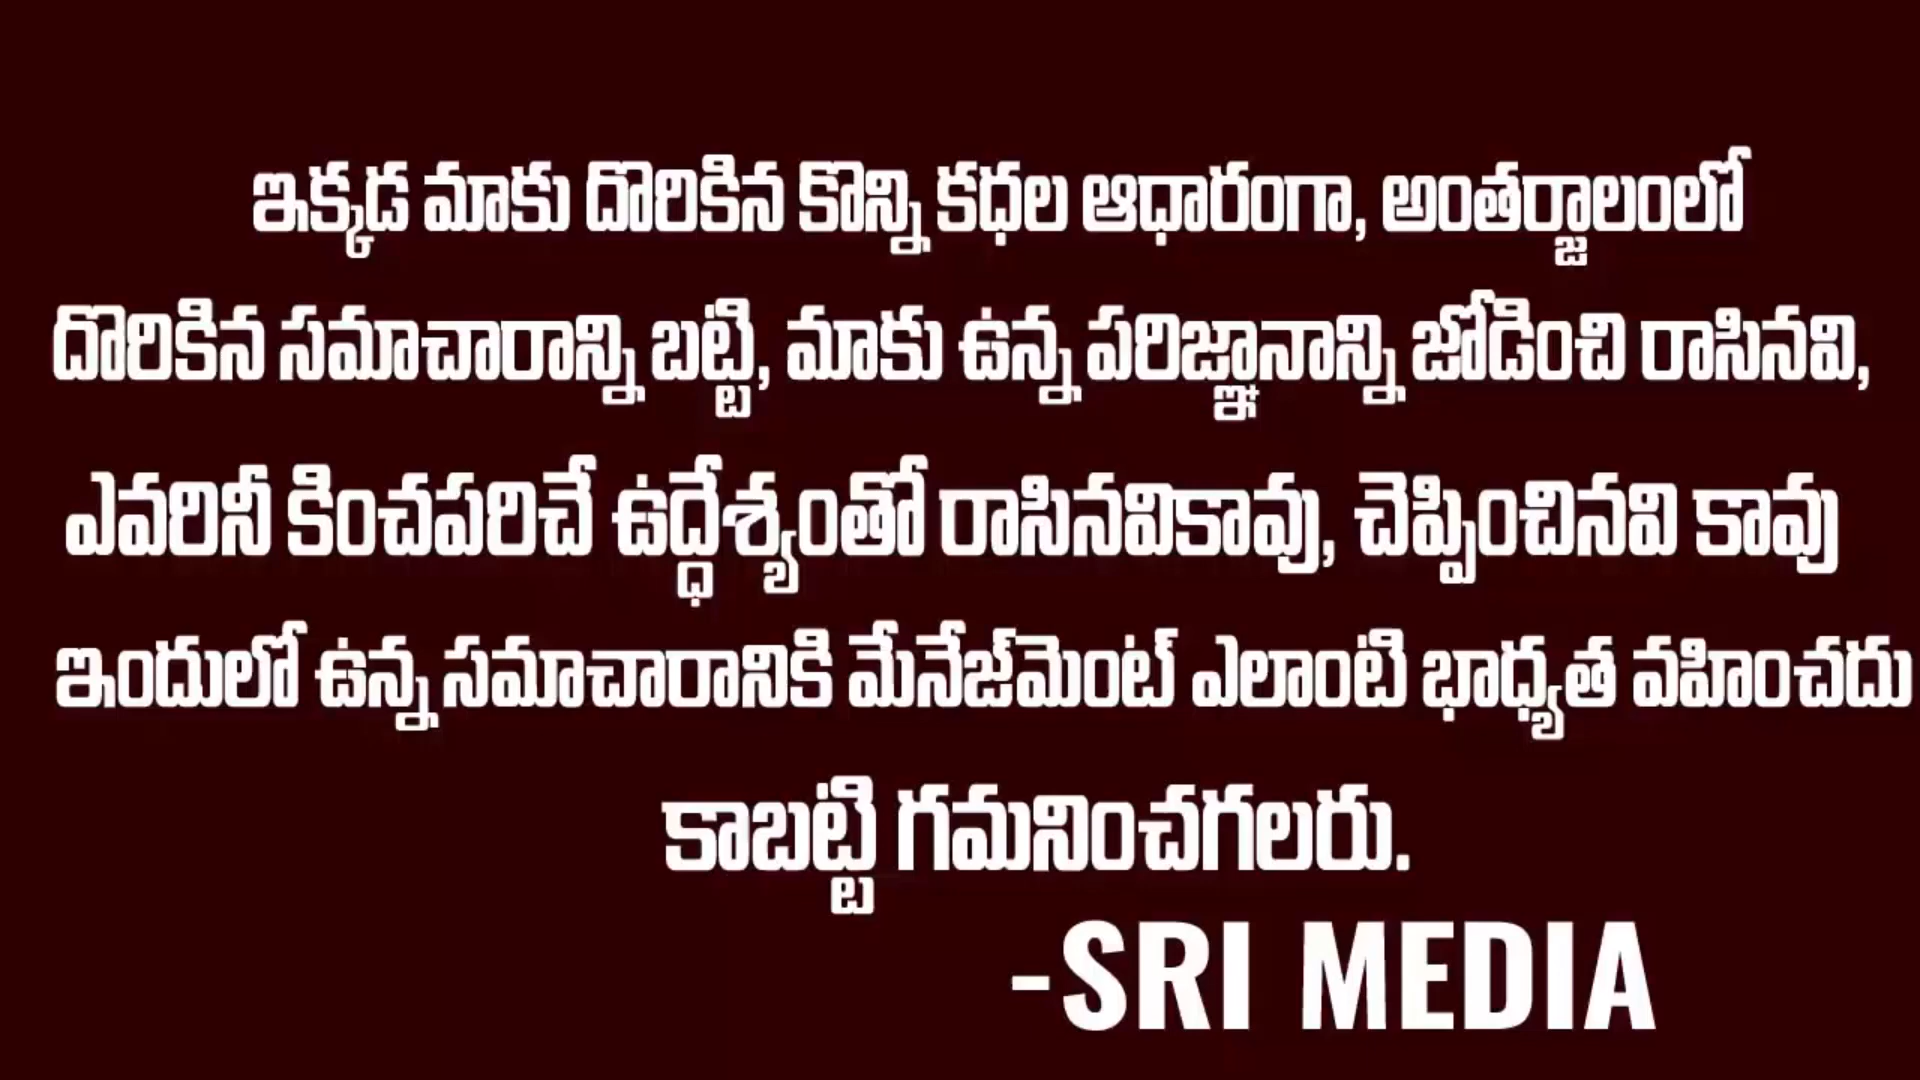 ఇక్కడ మాకు దొరికిన కొన్ని కధల ఆధారంగా, అంతర్జాలంలో
దొరికిన సమాచారాన్ని బట్టి, మాకు ఉన్న పరిజ్ఞానాన్ని జోడించి రాసినవి,
ఎవరినీ కించపరిచే ఉద్ధేశ్యంతో రాసినవికావు, చెప్పించినవి కావు
ఇందులో ఉన్న సమాచారానికి మేనేజ్‌మెంట్ ఎలాంటి భాధ్యత వహించదు
కాబట్టి గమనించగలరు.
-SRI MEDIA